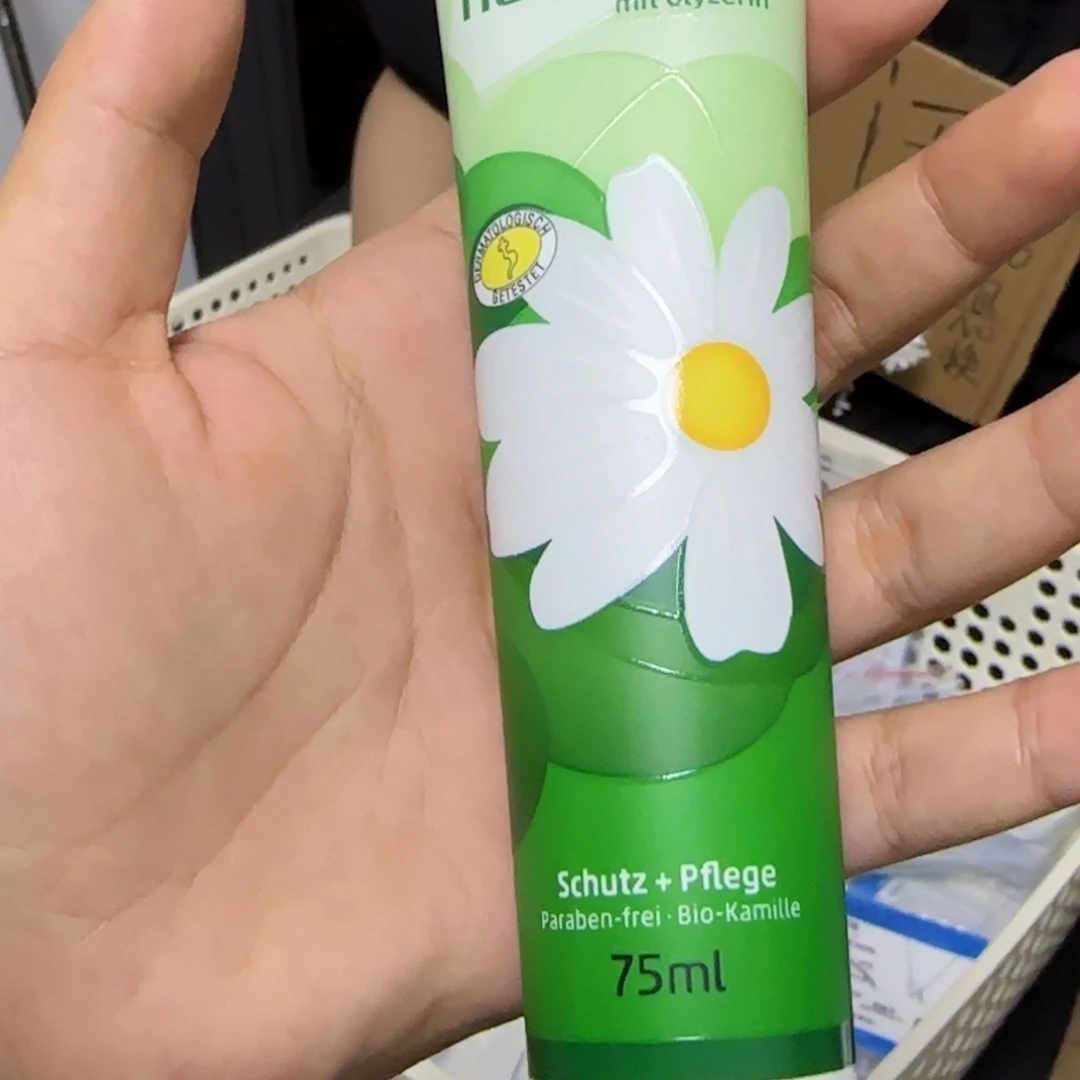 mit Glyzerin
DERMATOLOGISCH
GETESTET
Schutz + Pflege
Paraben-frei · Bio-Kamille
75ml